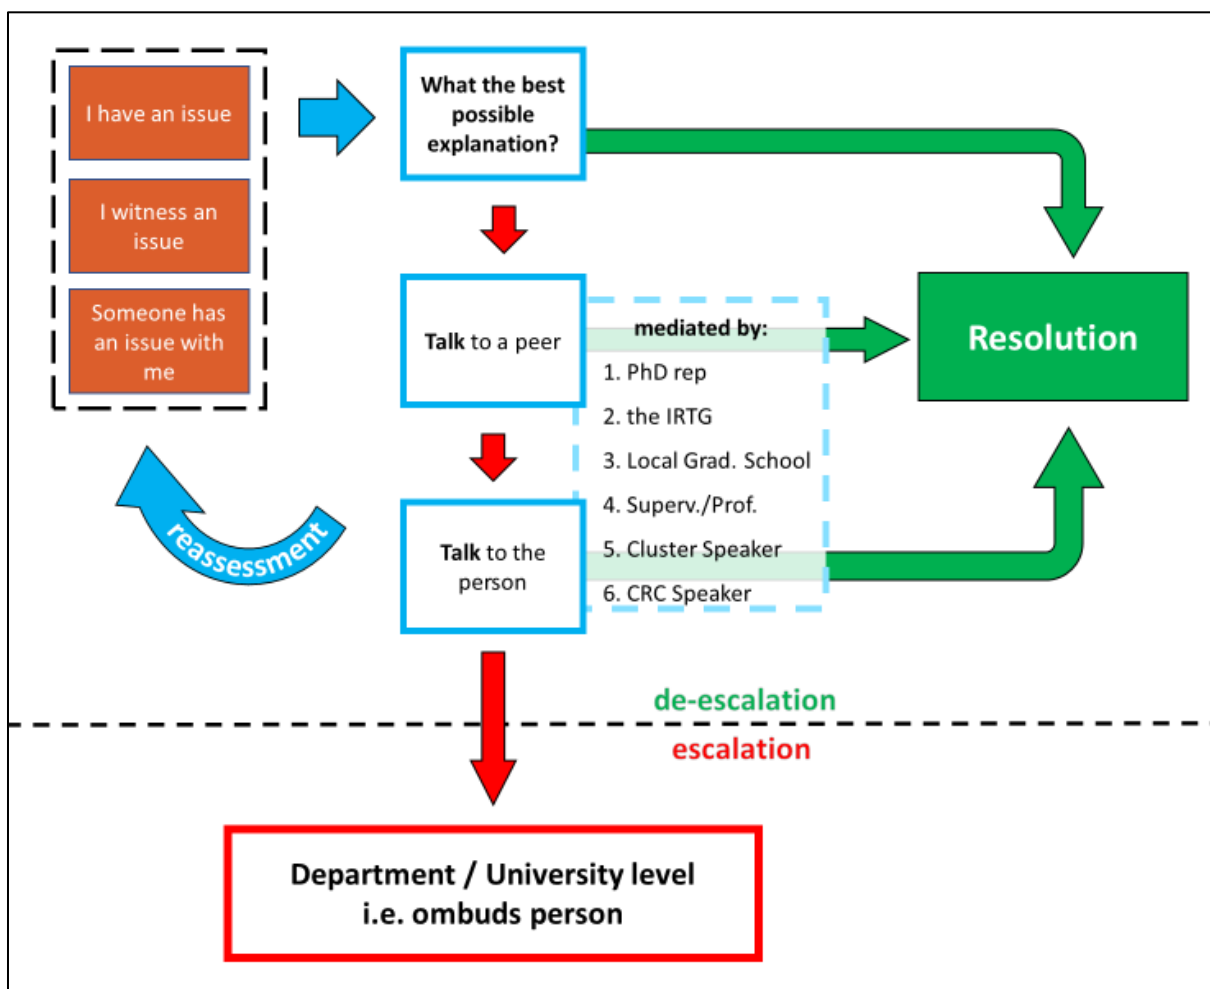 I have an issue
I witness an
issue
Someone has
an issue with
me
What the best
possible
explanation?
Talk to a peer
mediated by:
1. PhD rep
2. the IRTG
3. Local Grad. School
4. Superv./Prof.
5. Cluster Speaker
6. CRC Speaker
Resolution
Talk to the
person
reassessment
de-escalation
escalation
Department / University level
i.e. ombuds person